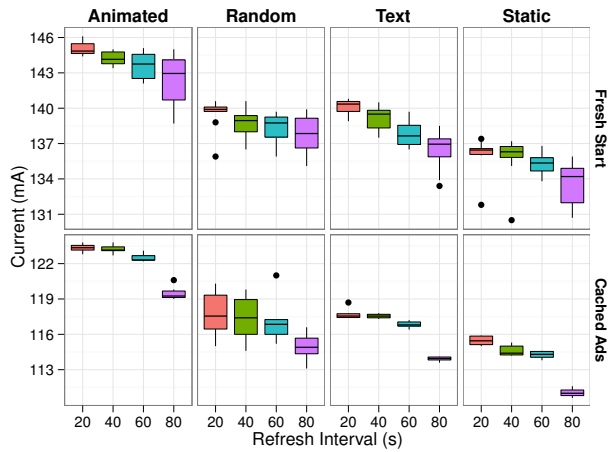 Animated Random Text Static
146
143
140
137
134
131
Fresh Start
Current (mA)
122
119
116
113
Cached Ads
20 40 60 80 20 40 60 80 20 40 60 80 20 40 60 80
Refresh Interval (s)